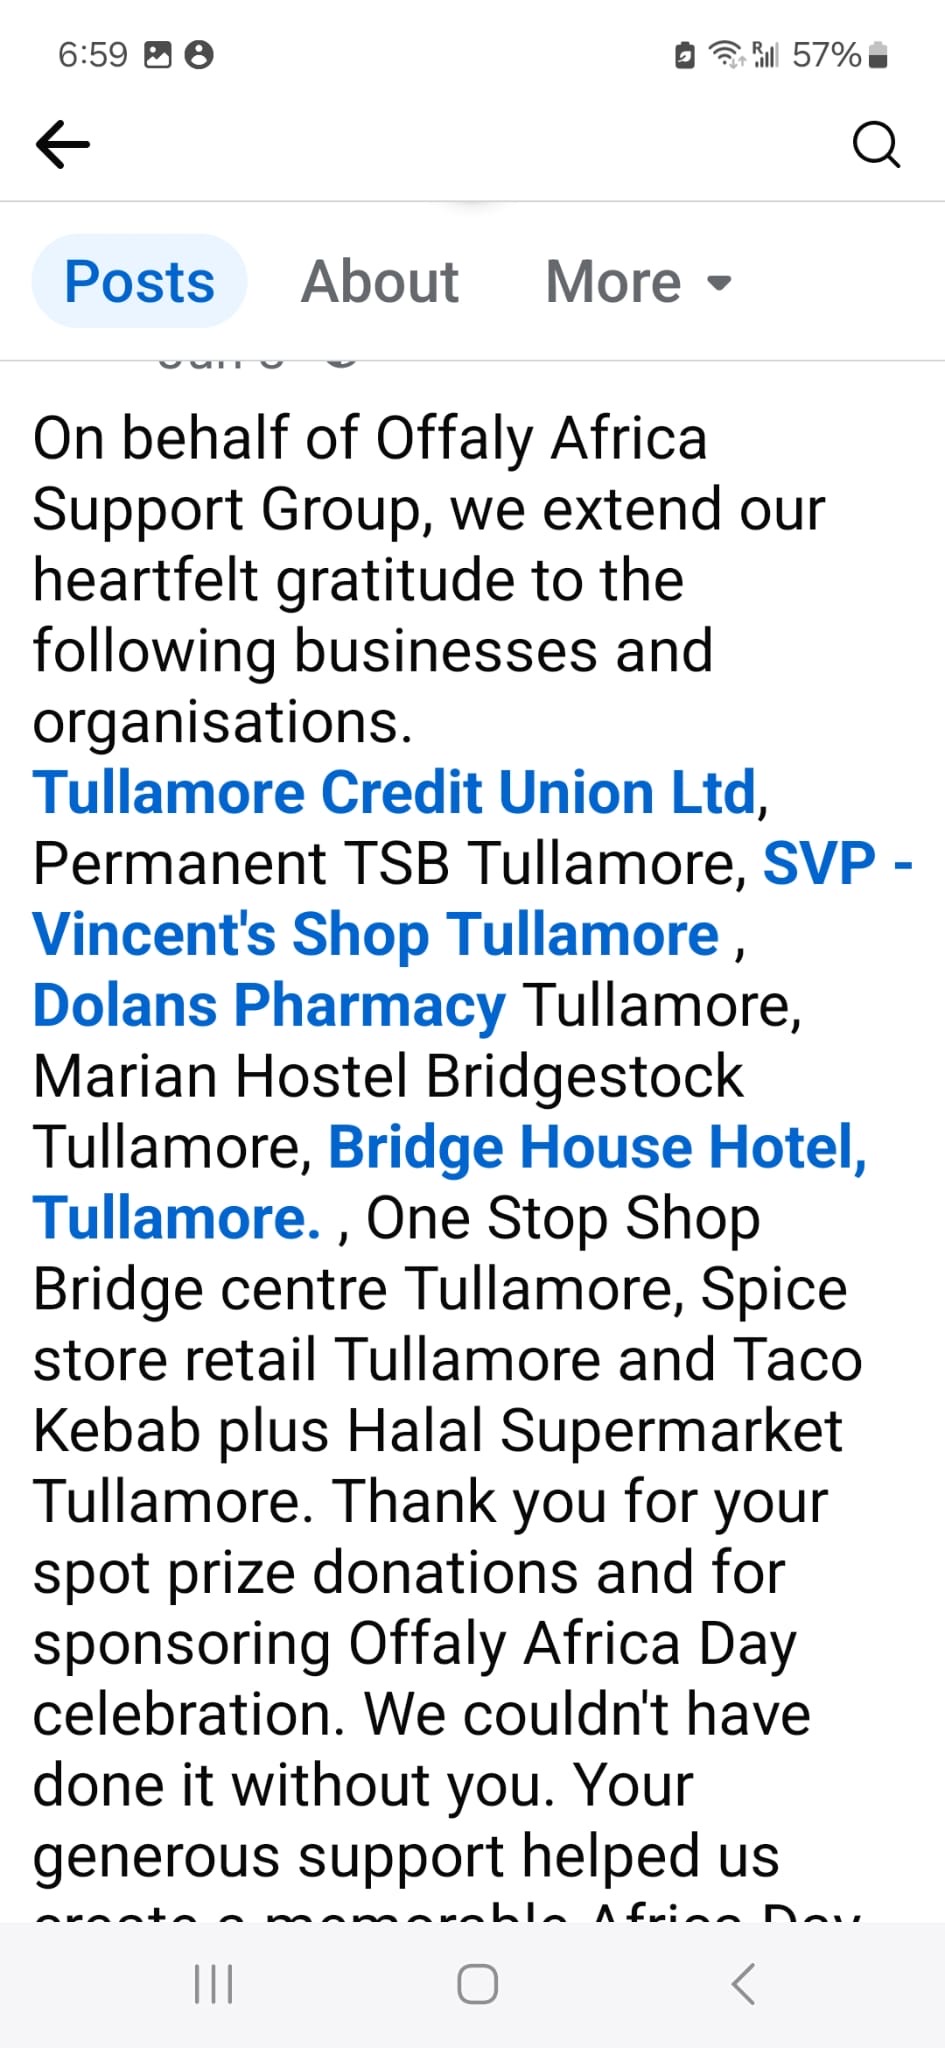 6:59
57%
Posts About More
On behalf of Offaly Africa
Support Group, we extend our
heartfelt gratitude to the
following businesses and
organisations.
Tullamore Credit Union Ltd,
Permanent TSB Tullamore, SVP -
Vincent's Shop Tullamore ,
Dolans Pharmacy Tullamore,
Marian Hostel Bridgestock
Tullamore, Bridge House Hotel,
Tullamore. , One Stop Shop
Bridge centre Tullamore, Spice
store retail Tullamore and Taco
Kebab plus Halal Supermarket
Tullamore. Thank you for your
spot prize donations and for
sponsoring Offaly Africa Day
celebration. We couldn't have
done it without you. Your
generous support helped us
create a memorable Africa Day